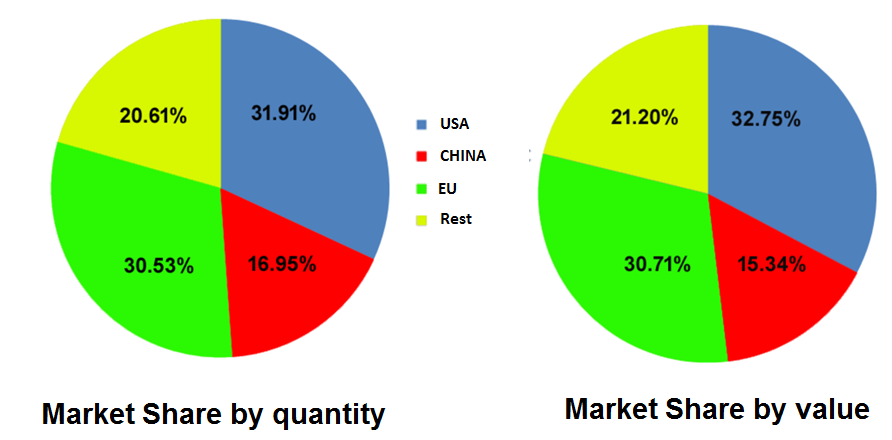 20.61%
31.91%
30.53%
16.95%
Market Share by quantity
USA
CHINA
EU
Rest
21.20%
32.75%
30.71%
15.34%
Market Share by value